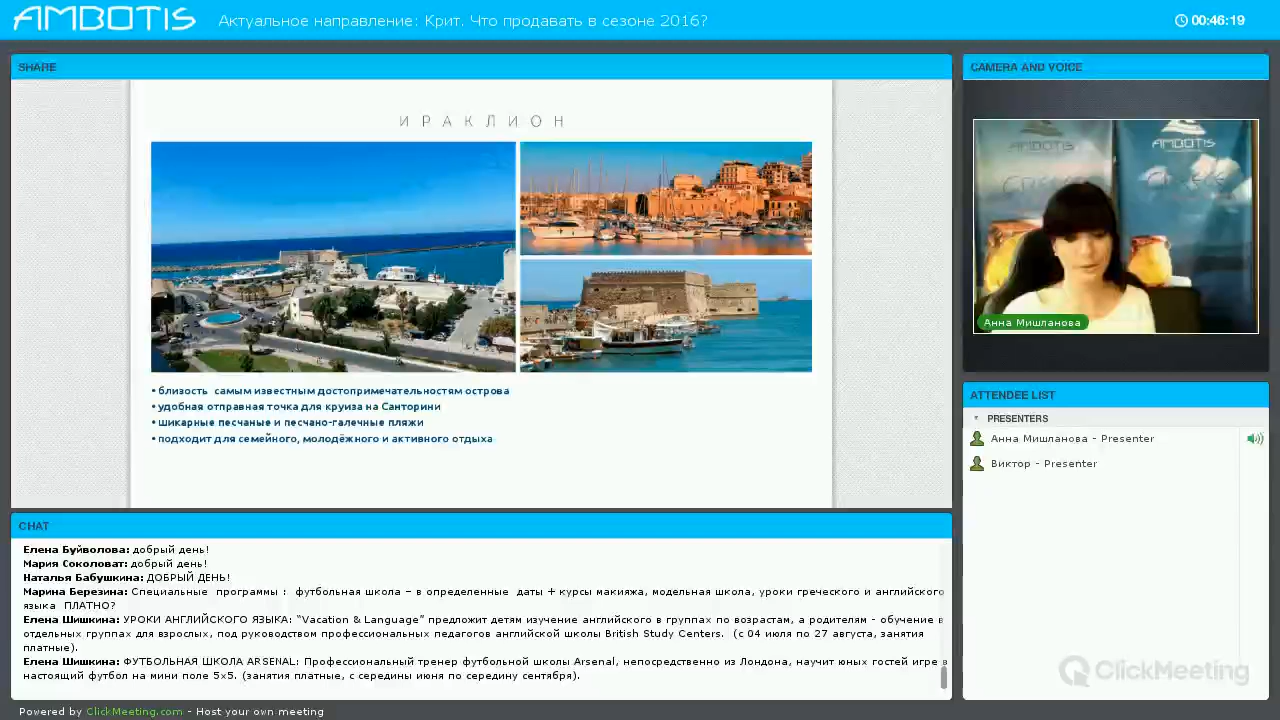 AMBOTIS
Актуальное направление: Крит. Что продавать в сезоне 2016?
00:46:19
SHARE
ИРАКЛИОН
• близость самым известным достопримечательностям острова
• удобная отправная точка для круиза на Санторини
• шикарные песчаные и песчано-галечные пляжи
• подходит для семейного, молодёжного и активного отдыха
CAMERA AND VOICE
AMBOTIS
AMBOTIS
Greece
Greece
Анна Мишланова
ATTENDEE LIST
PRESENTERS
Анна Мишланова - Presenter
Виктор - Presenter
CHAT
Елена Буйволова: добрый день!
Мария Соколоват: добрый день!
Наталья Бабушкина: ДОБРЫЙ ДЕНЬ!
Марина Березина: Специальные программы : футбольная школа – в определенные даты + курсы макияжа, модельная школа, уроки греческого и английского
языка ПЛАТНО?
Елена Шишкина: УРОКИ АНГЛИЙСКОГО ЯЗЫКА: “Vacation & Language” предложит детям изучение английского в группах по возрастам, а родителям - обучение в
отдельных группах для взрослых, под руководством профессиональных педагогов английской школы British Study Centers. (с 04 июля по 27 августа, занятия
платные).
Елена Шишкина: ФУТБОЛЬНАЯ ШКОЛА ARSENAL: Профессиональный тренер футбольной школы Arsenal, непосредственно из Лондона, научит юных гостей игре в
настоящий футбол на мини поле 5х5. (занятия платные, с середины июня по середину сентября).
ClickMeeting
Powered by ClickMeeting.com - Host your own meeting